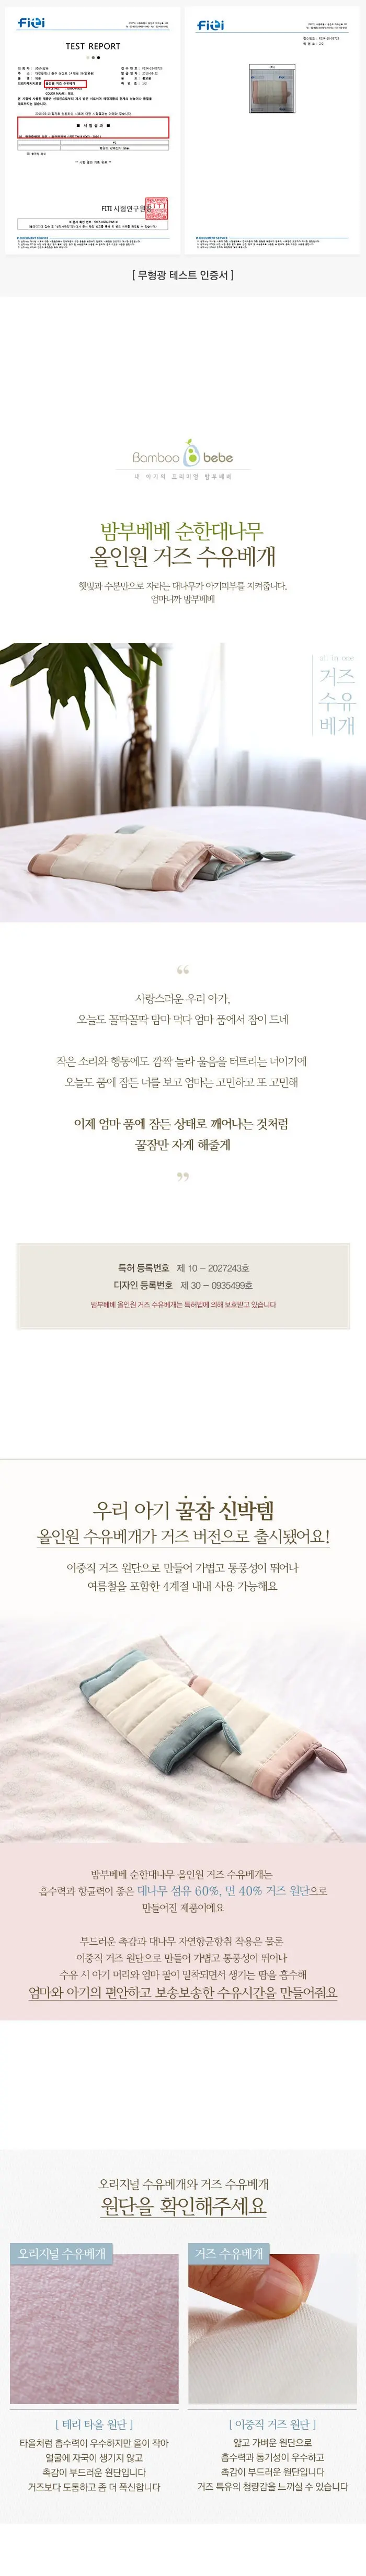 FITI
TEST REPORT
■ 시 험 결 과 ■
FITI 시험연구원
FITI
[ 무형광 테스트 인증서 ]
Bamboo bebe
내 아기의 프리미엄 밤부베베
밤부베베 순한대나무
올인원 거즈 수유베개
햇빛과 수분만으로 자라는 대나무가 아기피부를 지켜줍니다.
엄마니까 밤부베베
all in one
거즈
수유
베개
사랑스러운 우리 아가,
오늘도 꼴깍꼴깍 맘마 먹다 엄마 품에서 잠이 드네
작은 소리와 행동에도 깜짝 놀라 울음을 터트리는 너이기에
오늘도 품에 잠든 너를 보고 엄마는 고민하고 또 고민해
이제 엄마 품에 잠든 상태로 깨어나는 것처럼
꿀잠만 자게 해줄게
특허 등록번호 제 10 - 2027243호
디자인 등록번호 제 30 - 0935499호
밤부베베 올인원 거즈 수유베개는 특허법에 의해 보호받고 있습니다
우리 아기 꿀잠 신박템
올인원 수유베개가 거즈 버전으로 출시됐어요!
이중직 거즈 원단으로 만들어 가볍고 통풍성이 뛰어나
여름철을 포함한 4계절 내내 사용 가능해요
밤부베베 순한대나무 올인원 거즈 수유베개는
흡수력과 항균력이 좋은 대나무 섬유 60%, 면 40% 거즈 원단으로
만들어진 제품이에요
부드러운 촉감과 대나무 자연항균항취 작용은 물론
이중직 거즈 원단으로 만들어 가볍고 통풍성이 뛰어나
수유 시 아기 머리와 엄마 팔이 밀착되면서 생기는 땀을 흡수해
엄마와 아기의 편안하고 보송보송한 수유시간을 만들어줘요
오리지널 수유베개와 거즈 수유베개
원단을 확인해주세요
오리지널 수유베개
거즈 수유베개
[ 테리 타올 원단 ]
타올처럼 흡수력이 우수하지만 올이 작아
얼굴에 자국이 생기지 않고
촉감이 부드러운 원단입니다
거즈보다 도톰하고 좀 더 폭신합니다
[ 이중직 거즈 원단 ]
얇고 가벼운 원단으로
흡수력과 통기성이 우수하고
촉감이 부드러운 원단입니다
거즈 특유의 청량감을 느끼실 수 있습니다